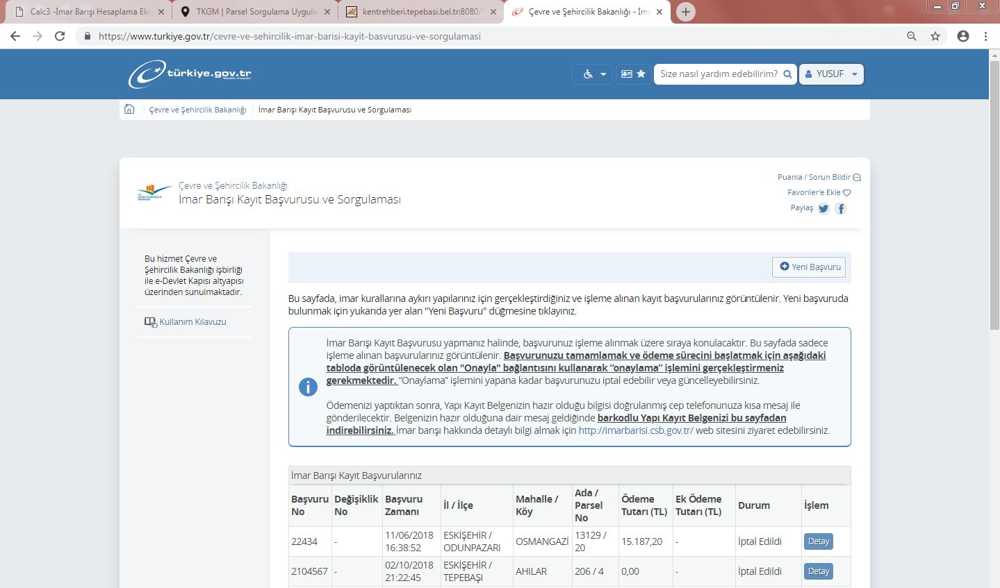 Calc3 -İmar Barışı Hesaplama Ekr
TKGM | Parsel Sorgulama Uygula
kentrehberi.tepebasi.bel.tr:8080/
Çevre ve Şehircilik Bakanlığı - İma
https://www.turkiye.gov.tr/cevre-ve-sehircilik-imar-barisi-kayit-basvurusu-ve-sorgulamasi
türkiye.gov.tr
Size nasıl yardım edebilirim?
YUSUF
Çevre ve Şehircilik Bakanlığı
İmar Barışı Kayıt Başvurusu ve Sorgulaması
Çevre ve Şehircilik Bakanlığı
İmar Barışı Kayıt Başvurusu ve Sorgulaması
Puanla / Sorun Bildir
Favoriler'e Ekle
Paylaş
Bu hizmet Çevre ve
Şehircilik Bakanlığı işbirliği
ile e-Devlet Kapısı altyapısı
üzerinden sunulmaktadır.
Kullanım Kılavuzu
Yeni Başvuru
Bu sayfada, imar kurallarına aykırı yapılarınız için gerçekleştirdiğiniz ve işleme alınan kayıt başvurularınız görüntülenir. Yeni başvuruda
bulunmak için yukarıda yer alan "Yeni Başvuru" düğmesine tıklayınız.
İmar Barışı Kayıt Başvurusu yapmanız halinde, başvurunuz işleme alınmak üzere sıraya konulacaktır. Bu sayfada sadece
işleme alınan başvurularınız görüntülenir. Başvurunuzu tamamlamak ve ödeme sürecini başlatmak için aşağıdaki
tabloda görüntülenecek olan "Onayla" bağlantısını kullanarak “onaylama” işlemini gerçekleştirmeniz
gerekmektedir. “Onaylama” işlemini yapana kadar başvurunuzu iptal edebilir veya güncelleyebilirsiniz.
Ödemenizi yaptıktan sonra, Yapı Kayıt Belgenizin hazır olduğu bilgisi doğrulanmış cep telefonunuza kısa mesaj ile
gönderilecektir. Belgenizin hazır olduğuna dair mesaj geldiğinde barkodlu Yapı Kayıt Belgenizi bu sayfadan
indirebilirsiniz. İmar barışı hakkında detaylı bilgi almak için http://imarbarisi.csb.gov.tr/ web sitesini ziyaret edebilirsiniz.
İmar Barışı Kayıt Başvurularınız
Başvuru No Değişiklik No Başvuru Zamanı İl / İlçe Mahalle / Köy Ada / Parsel No Ödeme Tutarı (TL) Ek Ödeme Tutarı (TL) Durum İşlem
22434 - 11/06/2018 16:38:52 ESKİŞEHİR / ODUNPAZARI OSMANGAZİ 13129 / 20 15.187,20 - İptal Edildi Detay
2104567 - 02/10/2018 21:22:45 ESKİŞEHİR / TEPEBAŞI AHILAR 206 / 4 0,00 - İptal Edildi Detay